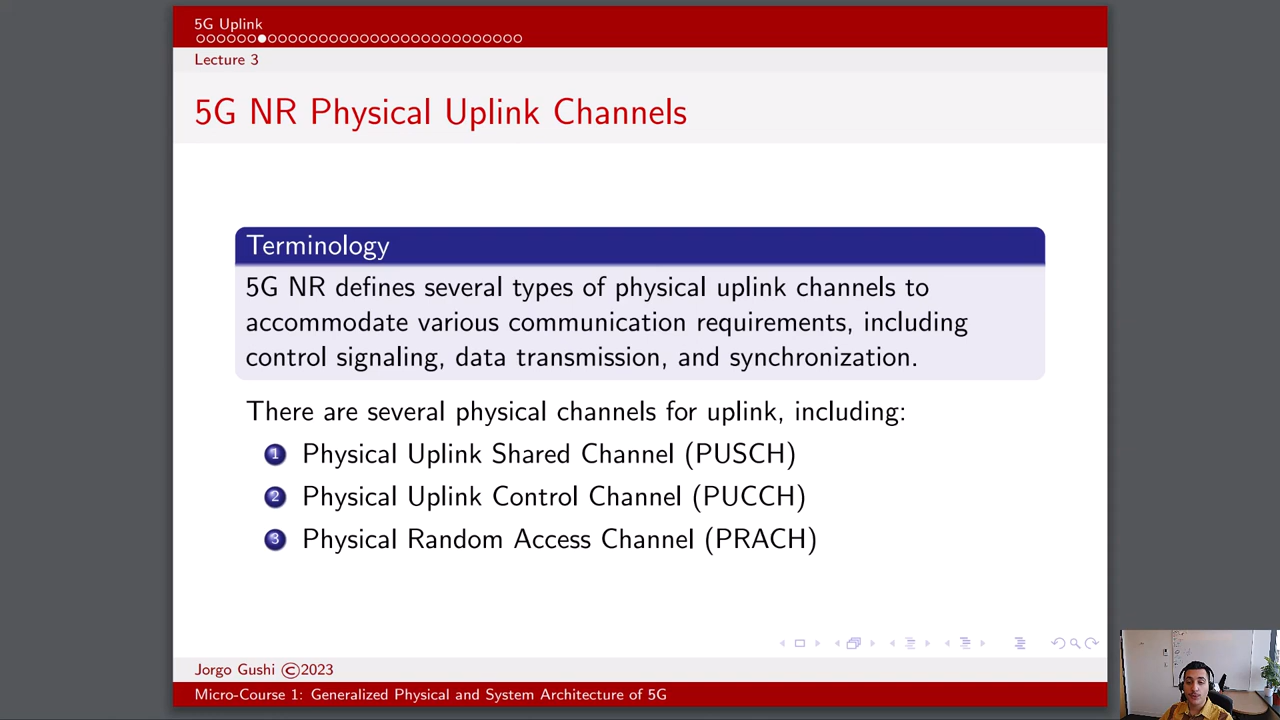 5G Uplink
Lecture 3
5G NR Physical Uplink Channels
Terminology
5G NR defines several types of physical uplink channels to
accommodate various communication requirements, including
control signaling, data transmission, and synchronization.
There are several physical channels for uplink, including:
1 Physical Uplink Shared Channel (PUSCH)
2 Physical Uplink Control Channel (PUCCH)
3 Physical Random Access Channel (PRACH)
Jorgo Gushi ©2023
Micro-Course 1: Generalized Physical and System Architecture of 5G